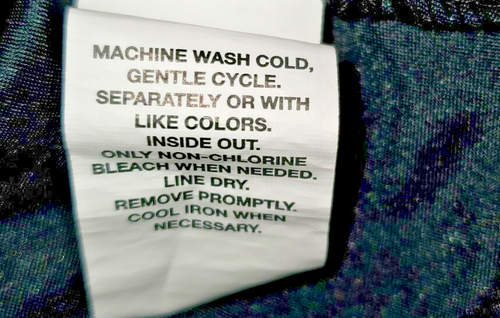 MACHINE WASH COLD,
GENTLE CYCLE.
SEPARATELY OR WITH
LIKE COLORS.
INSIDE OUT.
ONLY NON-CHLORINE
BLEACH WHEN NEEDED.
LINE DRY.
REMOVE PROMPTLY.
COOL IRON WHEN
NECESSARY.